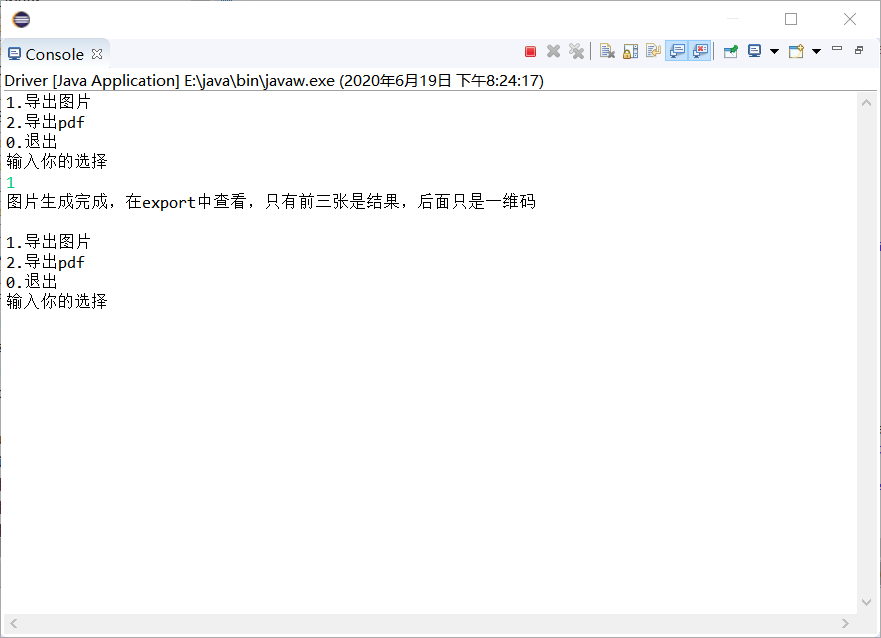 Console
Driver [Java Application] E:\java\bin\javaw.exe (2020年6月19日 下午8:24:17)
1.导出图片
2.导出pdf
0.退出
输入你的选择
1
图片生成完成，在export中查看，只有前三张是结果，后面只是一维码
1.导出图片
2.导出pdf
0.退出
输入你的选择